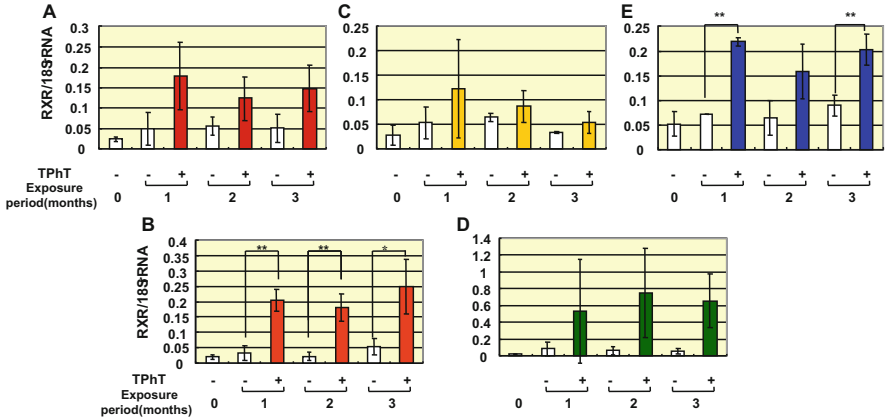 A
RXR/18SrRNA
0.3
0.25
0.2
0.15
0.1
0.05
0
TPhT - - + - + - +
Exposure
period(months) 0 1 2 3
C
0.25
0.2
0.15
0.1
0.05
0
- - + - + - +
0 1 2 3
E
** **
0.25
0.2
0.15
0.1
0.05
0
- - + - + - +
0 1 2 3
B
RXR/18SrRNA
** ** *
0.4
0.35
0.3
0.25
0.2
0.15
0.1
0.05
0
TPhT - - + - + - +
Exposure
period(months) 0 1 2 3
D
1.4
1.2
1
0.8
0.6
0.4
0.2
0
- - + - + - +
0 1 2 3